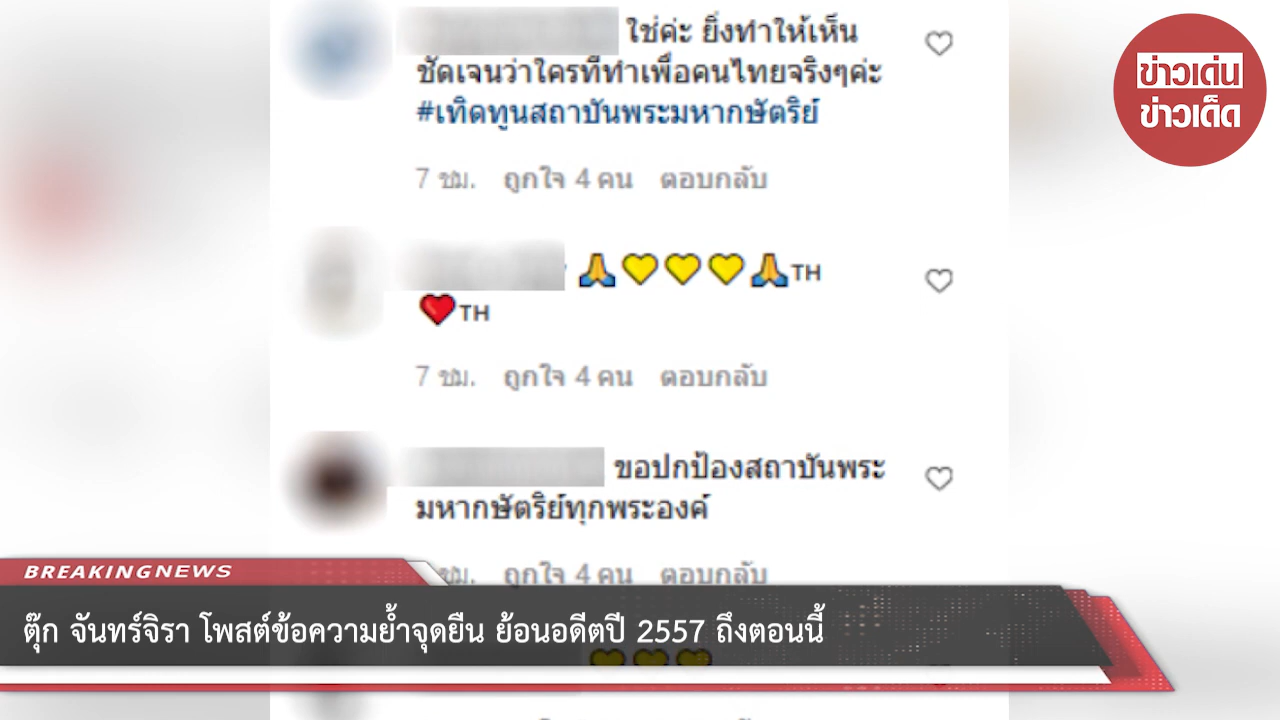 ใช่ค่ะ ยิ่งทำให้เห็น
ชัดเจนว่าใครที่ทำเพื่อคนไทยจริงๆค่ะ
#เทิดทูนสถาบันพระมหากษัตริย์
7 ชม. ถูกใจ 4 คน ตอบกลับ
🙏💛💛💛🙏TH
❤️TH
7 ชม. ถูกใจ 4 คน ตอบกลับ
ขอปกป้องสถาบันพระ
มหากษัตริย์ทุกพระองค์
ชม. ถูกใจ 4 คน ตอบกลับ
ข่าวเด่น
ข่าวเด็ด
BREAKINGNEWS
ตุ๊ก จันทร์จิรา โพสต์ข้อความย้ำจุดยืน ย้อนอดีตปี 2557 ถึงตอนนี้